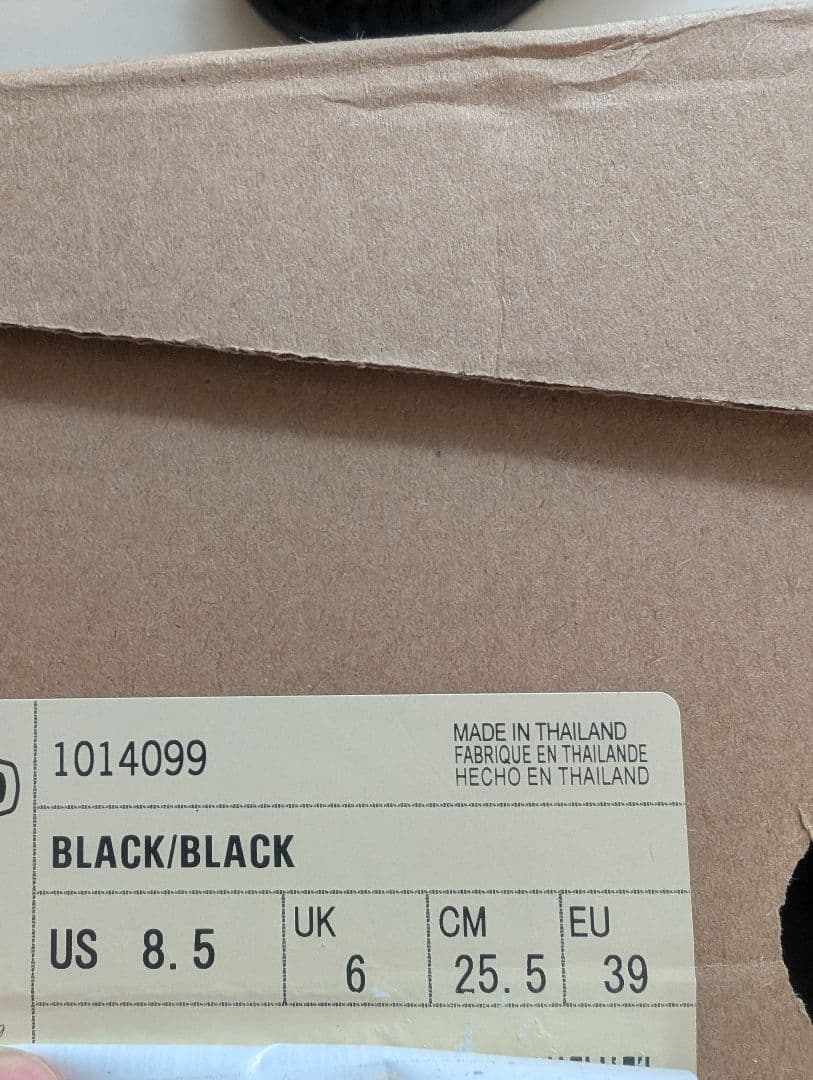 1014099
MADE IN THAILAND
FABRIQUE EN THAILANDE
HECHO EN THAILAND
BLACK/BLACK
US 8.5
UK 6
CM 25.5
EU 39